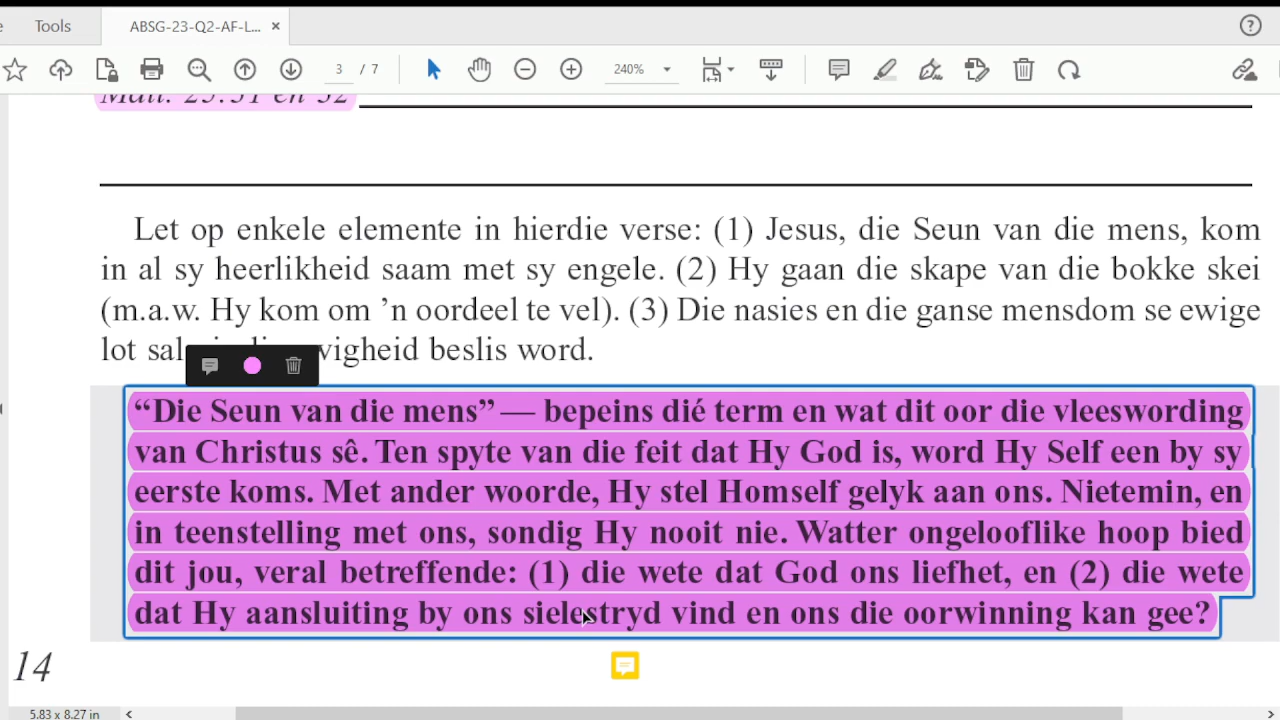 e Tools ABSG-23-Q2-AF-L... ×
3 / 7 240%
Matt. 25:31 en 32
Let op enkele elemente in hierdie verse: (1) Jesus, die Seun van die mens, kom
in al sy heerlikheid saam met sy engele. (2) Hy gaan die skape van die bokke skei
(m.a.w. Hy kom om ’n oordeel te vel). (3) Die nasies en die ganse mensdom se ewige
lot sal vigheid beslis word.
“Die Seun van die mens” — bepeins dié term en wat dit oor die vleeswording
van Christus sê. Ten spyte van die feit dat Hy God is, word Hy Self een by sy
eerste koms. Met ander woorde, Hy stel Homself gelyk aan ons. Nietemin, en
in teenstelling met ons, sondig Hy nooit nie. Watter ongelooflike hoop bied
dit jou, veral betreffende: (1) die wete dat God ons liefhet, en (2) die wete
dat Hy aansluiting by ons sielestryd vind en ons die oorwinning kan gee?
14
5.83 x 8.27 in